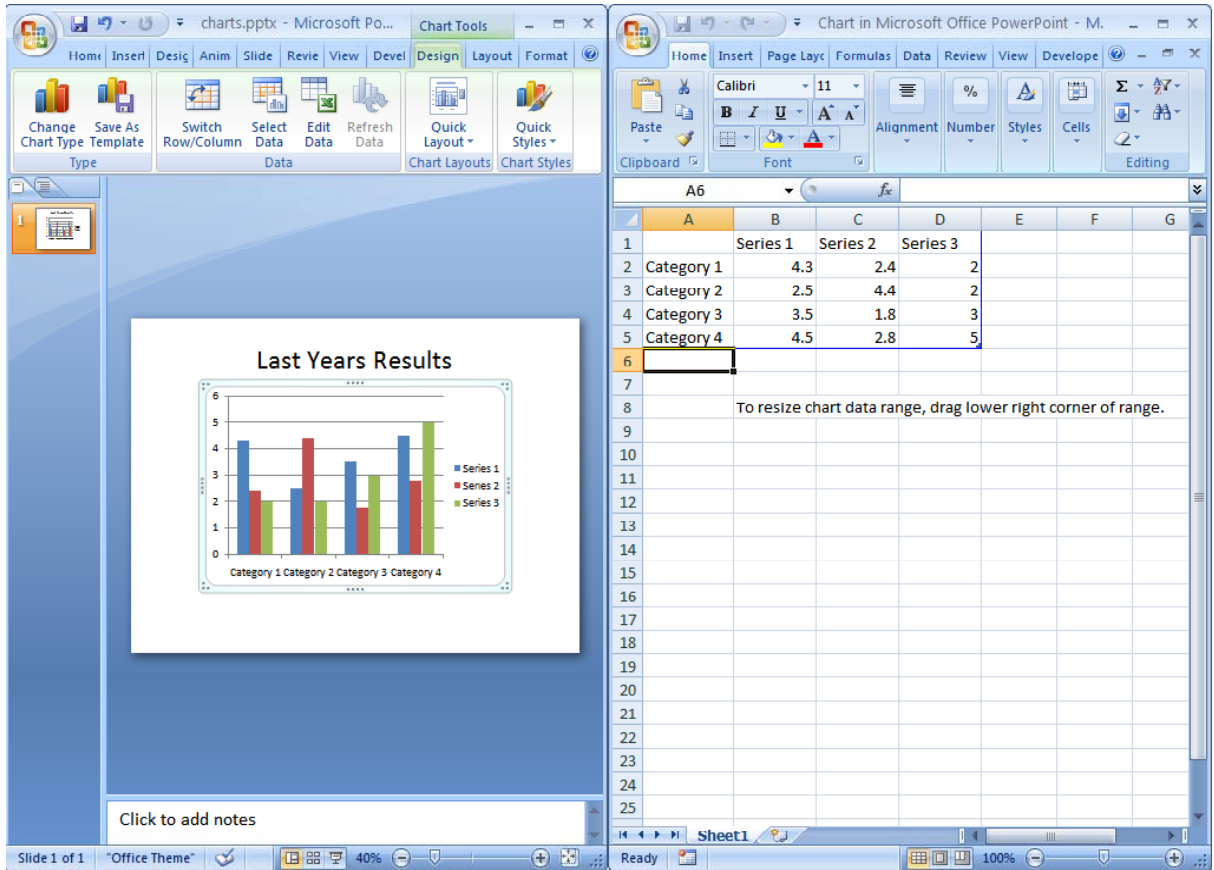 charts.pptx - Microsoft Po... Chart Tools
Home Insert Desig Anim Slide Revie View Devel Design Layout Format
Change Chart Type
Save As Template
Switch Row/Column
Select Data
Edit Data
Refresh Data
Quick Layout
Quick Styles
Type Data Chart Layouts Chart Styles
1
Last Years Results
6
5
4
3
2
1
0
Series 1
Series 2
Series 3
Category 1 Category 2 Category 3 Category 4
Click to add notes
Slide 1 of 1 "Office Theme" 40%
Chart in Microsoft Office PowerPoint - M.
Home Insert Page Layc Formulas Data Review View Develope
Paste
Calibri 11
B I U A A
A
Alignment Number Styles Cells
%
A
Σ
Clipboard Font Editing
A6 fx
A B C D E F G
1 Series 1 Series 2 Series 3
2 Category 1 4.3 2.4 2
3 Category 2 2.5 4.4 2
4 Category 3 3.5 1.8 3
5 Category 4 4.5 2.8 5
6
7
8 To resize chart data range, drag lower right corner of range.
9
10
11
12
13
14
15
16
17
18
19
20
21
22
23
24
25
Sheet1
Ready 100%